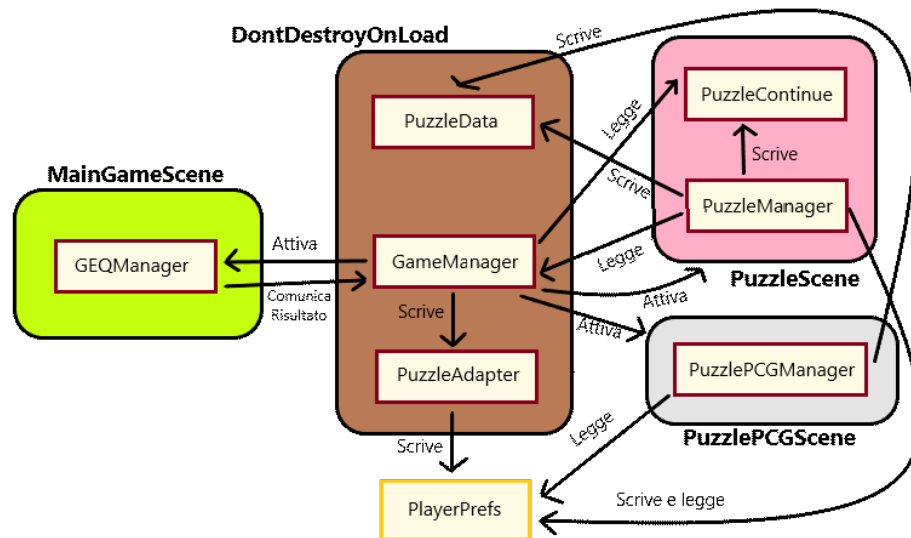 DontDestroyOnLoad
Scrive
PuzzleData
PuzzleContinue
Legge
Scrive
Scrive
MainGameScene
PuzzleManager
GEQManager
Attiva
GameManager
Legge
PuzzleScene
Comunica
Risultato
Attiva
Scrive
Attiva
PuzzleAdapter
PuzzlePCGManager
Scrive
Legge
PuzzlePCGScene
PlayerPrefs
Scrive e legge